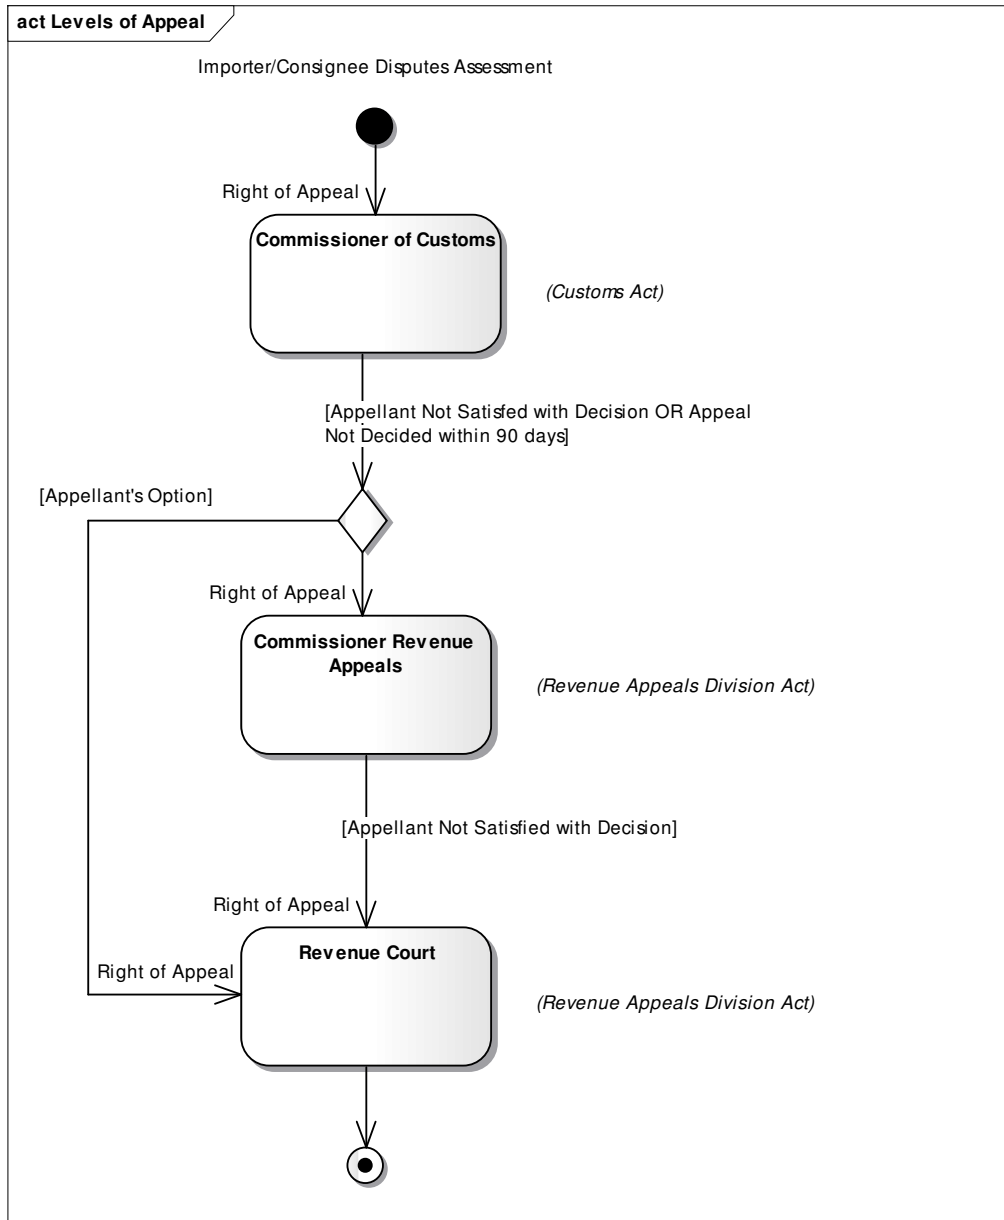 act Levels of Appeal
Importer/Consignee Disputes Assessment
Right of Appeal
Commissioner of Customs
(Customs Act)
[Appellant Not Satisfed with Decision OR Appeal
Not Decided within 90 days]
[Appellant's Option]
Right of Appeal
Commissioner Revenue
Appeals
(Revenue Appeals Division Act)
[Appellant Not Satisfied with Decision]
Right of Appeal
Revenue Court
Right of Appeal
(Revenue Appeals Division Act)